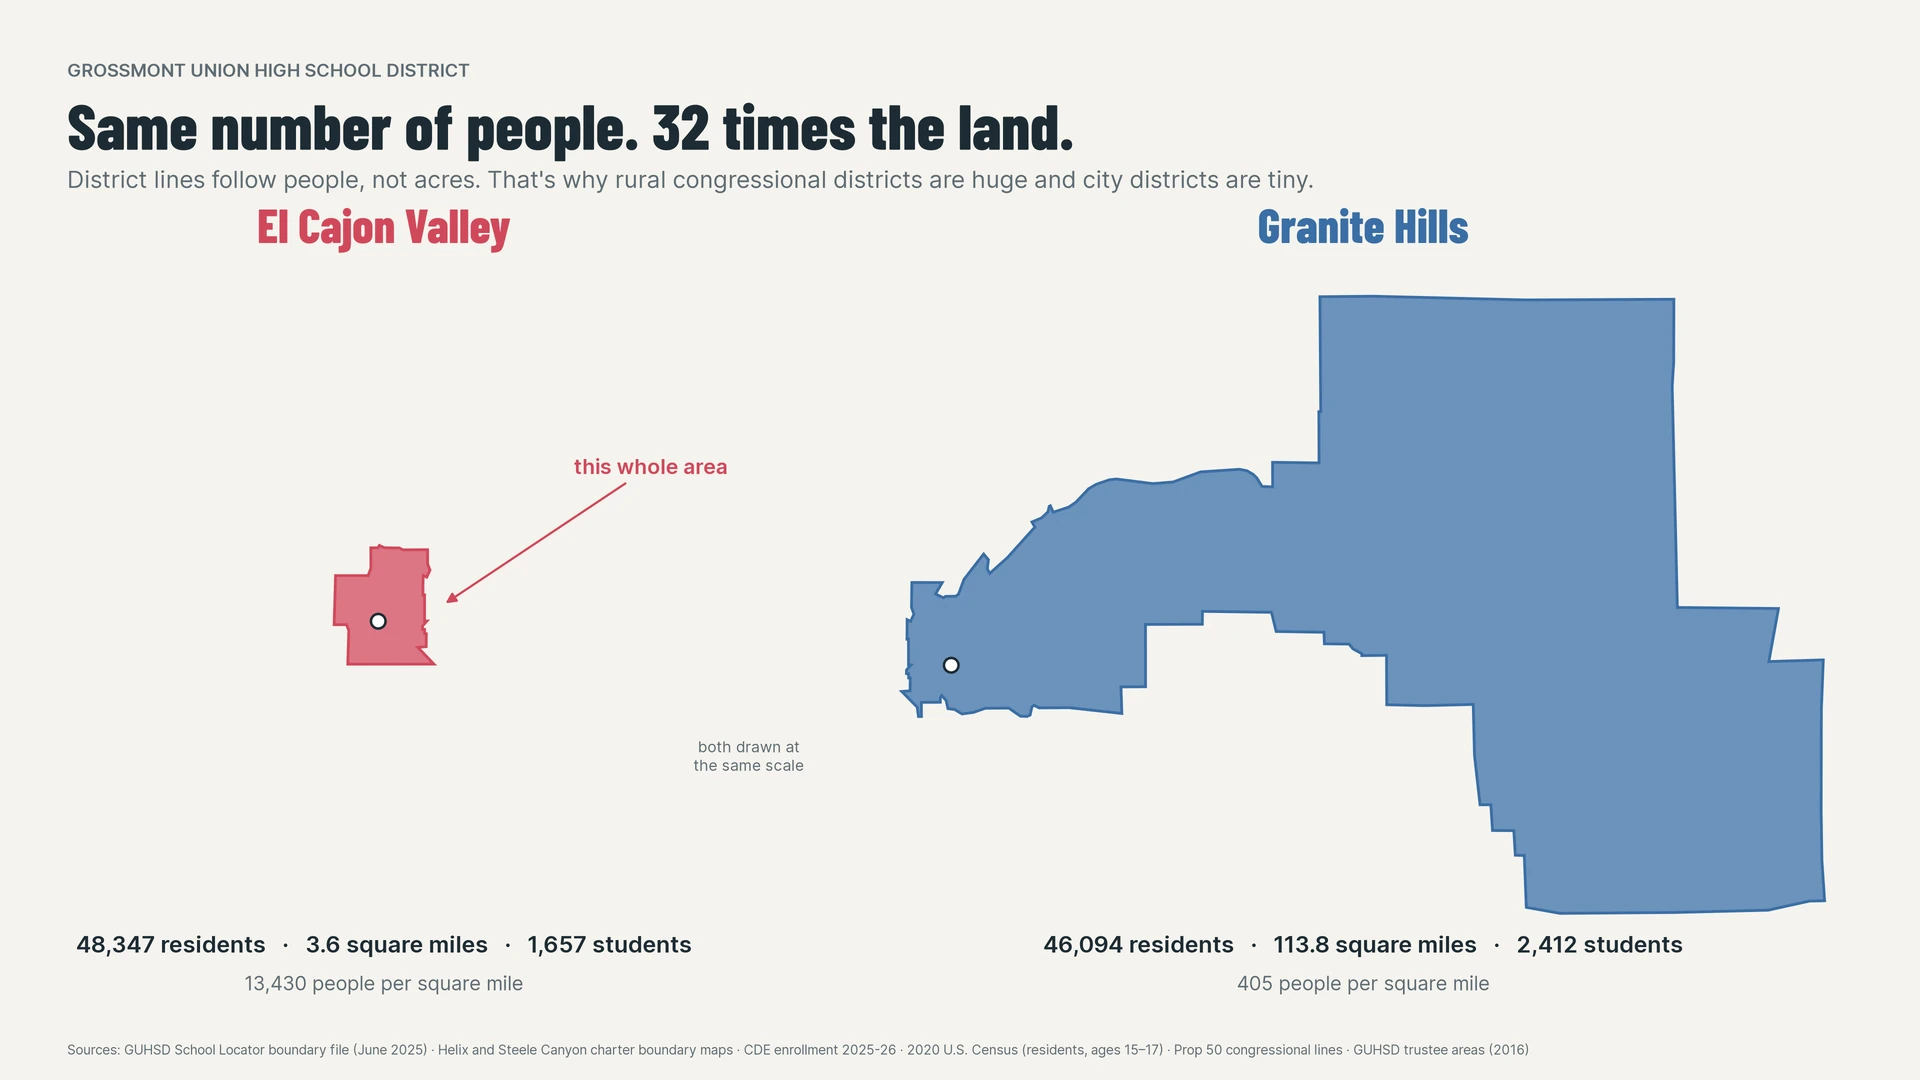 GROSSMONT UNION HIGH SCHOOL DISTRICT
Same number of people. 32 times the land.
District lines follow people, not acres. That's why rural congressional districts are huge and city districts are tiny.
El Cajon Valley
Granite Hills
this whole area
both drawn at
the same scale
48,347 residents · 3.6 square miles · 1,657 students
13,430 people per square mile
46,094 residents · 113.8 square miles · 2,412 students
405 people per square mile
Sources: GUHSD School Locator boundary file (June 2025) · Helix and Steele Canyon charter boundary maps · CDE enrollment 2025-26 · 2020 U.S. Census (residents, ages 15–17) · Prop 50 congressional lines · GUHSD trustee areas (2016)